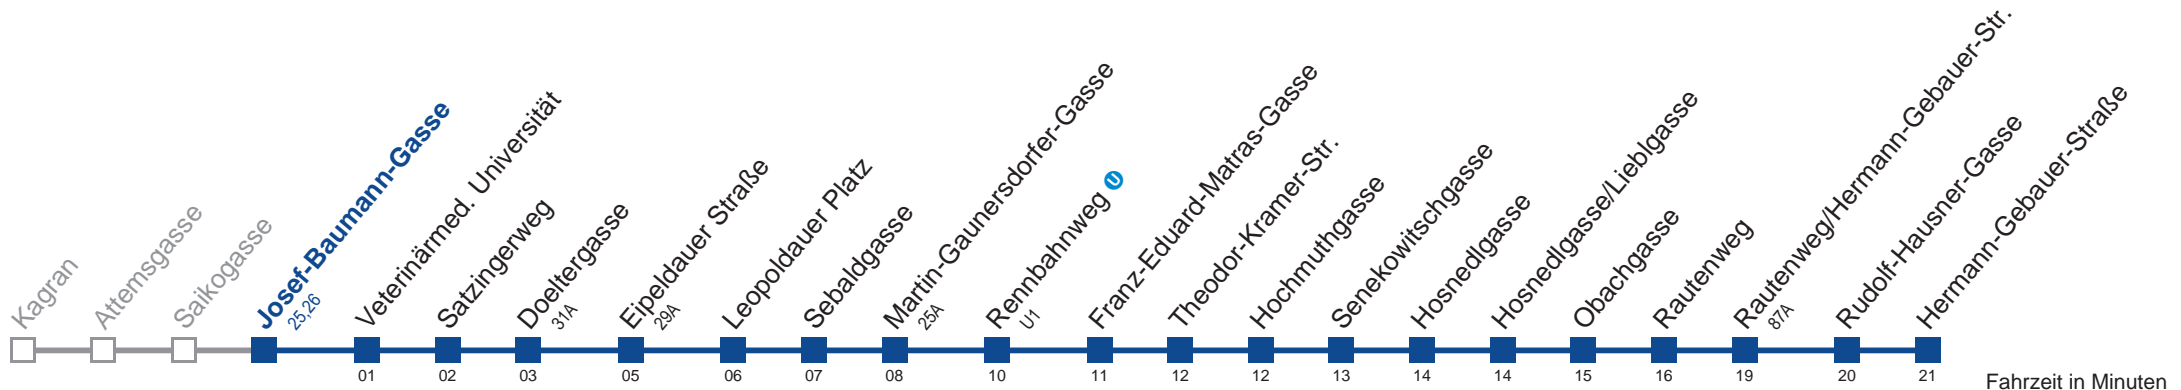 Kagran
Attemsgasse
Saikogasse
Josef-Baumann-Gasse
25,26
Veterinärmed. Universität
Satzingerweg
Doeltergasse
31A
Eipeldauer Straße
29A
Leopoldauer Platz
Sebaldgasse
Martin-Gaunersdorfer-Gasse
25A
Rennbahnweg U
U1
Franz-Eduard-Matras-Gasse
Theodor-Kramer-Str.
Hochmuthgasse
Senekowitschgasse
Hosnedlgasse
Hosnedlgasse/Lieblgasse
Obachgasse
Rautenweg
Rautenweg/Hermann-Gebauer-Str.
87A
Rudolf-Hausner-Gasse
Hermann-Gebauer-Straße
01 02 03 05 06 07 08 10 11 12 12 13 14 14 15 16 19 20 21
Fahrzeit in Minuten